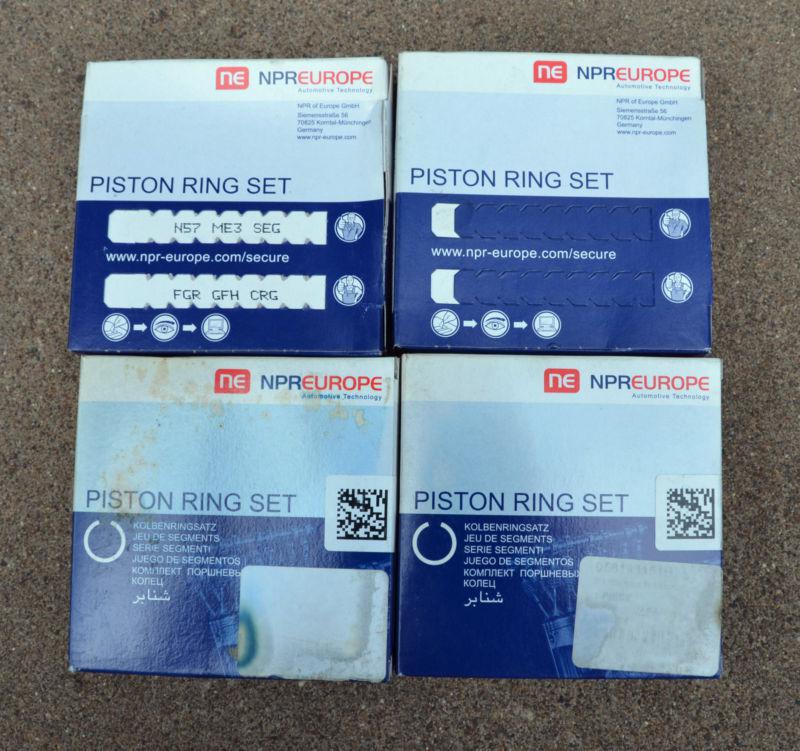 NE NPREUROPE
Automotive Technology
NPR of Europe GmbH
Siemensstraße 56
70825 Korntal-Münchingen
Germany
www.npr-europe.com
PISTON RING SET
N57 ME3 SEG
www.npr-europe.com/secure
FGR GFH CRG
NE NPREUROPE
Automotive Technology
NPR of Europe GmbH
Siemensstraße 56
70825 Korntal-Münchingen
Germany
www.npr-europe.com
PISTON RING SET
www.npr-europe.com/secure
NE NPREUROPE
Automotive Technology
PISTON RING SET
KOLBENRINGSATZ
JEU DE SEGMENTS
SERIE SEGMENTI
JUEGO DE SEGMENTOS
КОМПЛЕКТ ПОРШНЕВЫ
КОЛЕЦ
شنابر
NE NPREUROPE
Automotive Technology
PISTON RING SET
KOLBENRINGSATZ
JEU DE SEGMENTS
SERIE SEGMENTI
JUEGO DE SEGMENTOS
КОМПЛЕКТ ПОРШНЕВЫХ
КОЛЕЦ
شنابر